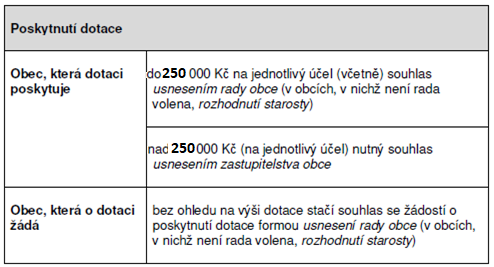 Poskytnutí dotace
Obec, která dotaci
poskytuje
do 250 000 Kč na jednotlivý účel (včetně) souhlas
usnesením rady obce (v obcích, v nichž není rada
volena, rozhodnutí starosty)
nad 250 000 Kč (na jednotlivý účel) nutný souhlas
usnesením zastupitelstva obce
Obec, která o dotaci
žádá
bez ohledu na výši dotace stačí souhlas se žádostí o
poskytnutí dotace formou usnesení rady obce (v obcích,
v nichž není rada volena, rozhodnutí starosty)